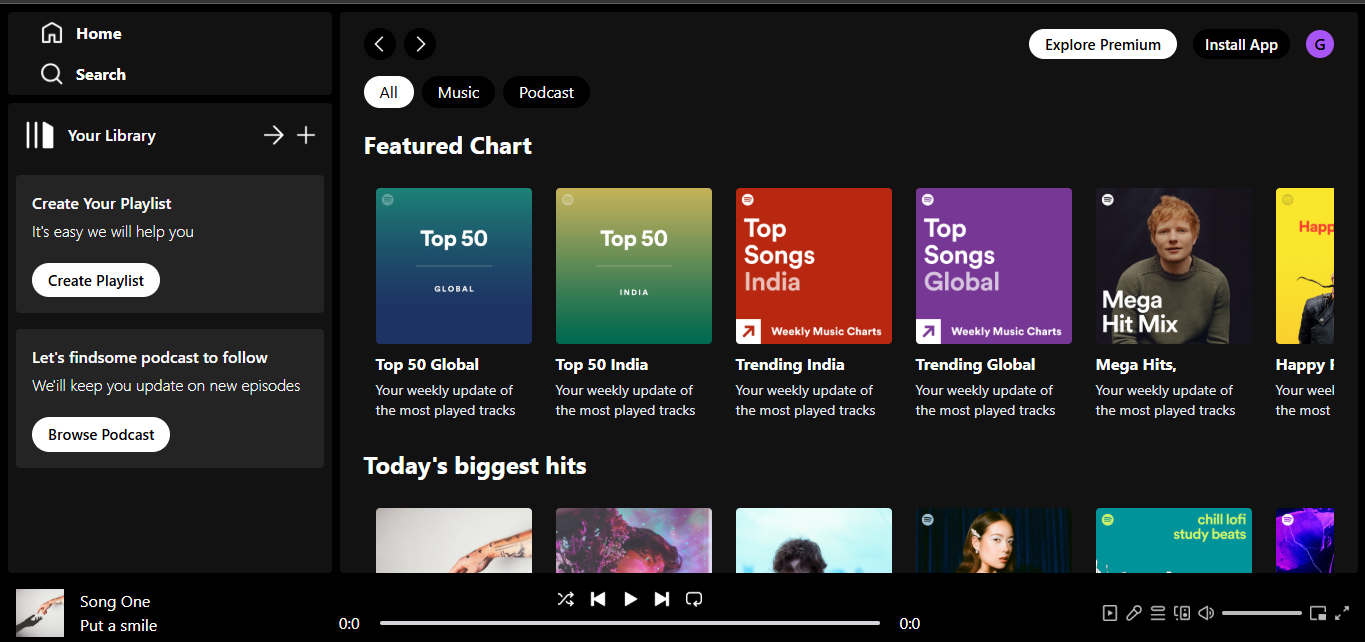 Home
Search
Your Library
Create Your Playlist
It's easy we will help you
Create Playlist
Let's findsome podcast to follow
We'll keep you update on new episodes
Browse Podcast
Explore Premium
Install App
G
All
Music
Podcast
Featured Chart
Top 50
GLOBAL
Top 50 Global
Your weekly update of
the most played tracks
Top 50
INDIA
Top 50 India
Your weekly update of
the most played tracks
Top
Songs
India
Weekly Music Charts
Trending India
Your weekly update of
the most played tracks
Top
Songs
Global
Weekly Music Charts
Trending Global
Your weekly update of
the most played tracks
Mega
Hit Mix
Mega Hits,
Your weekly update of
the most played tracks
Happ
Happy
Your
the most
Today's biggest hits
chill lofi
study beats
Song One
Put a smile
0:0
0:0